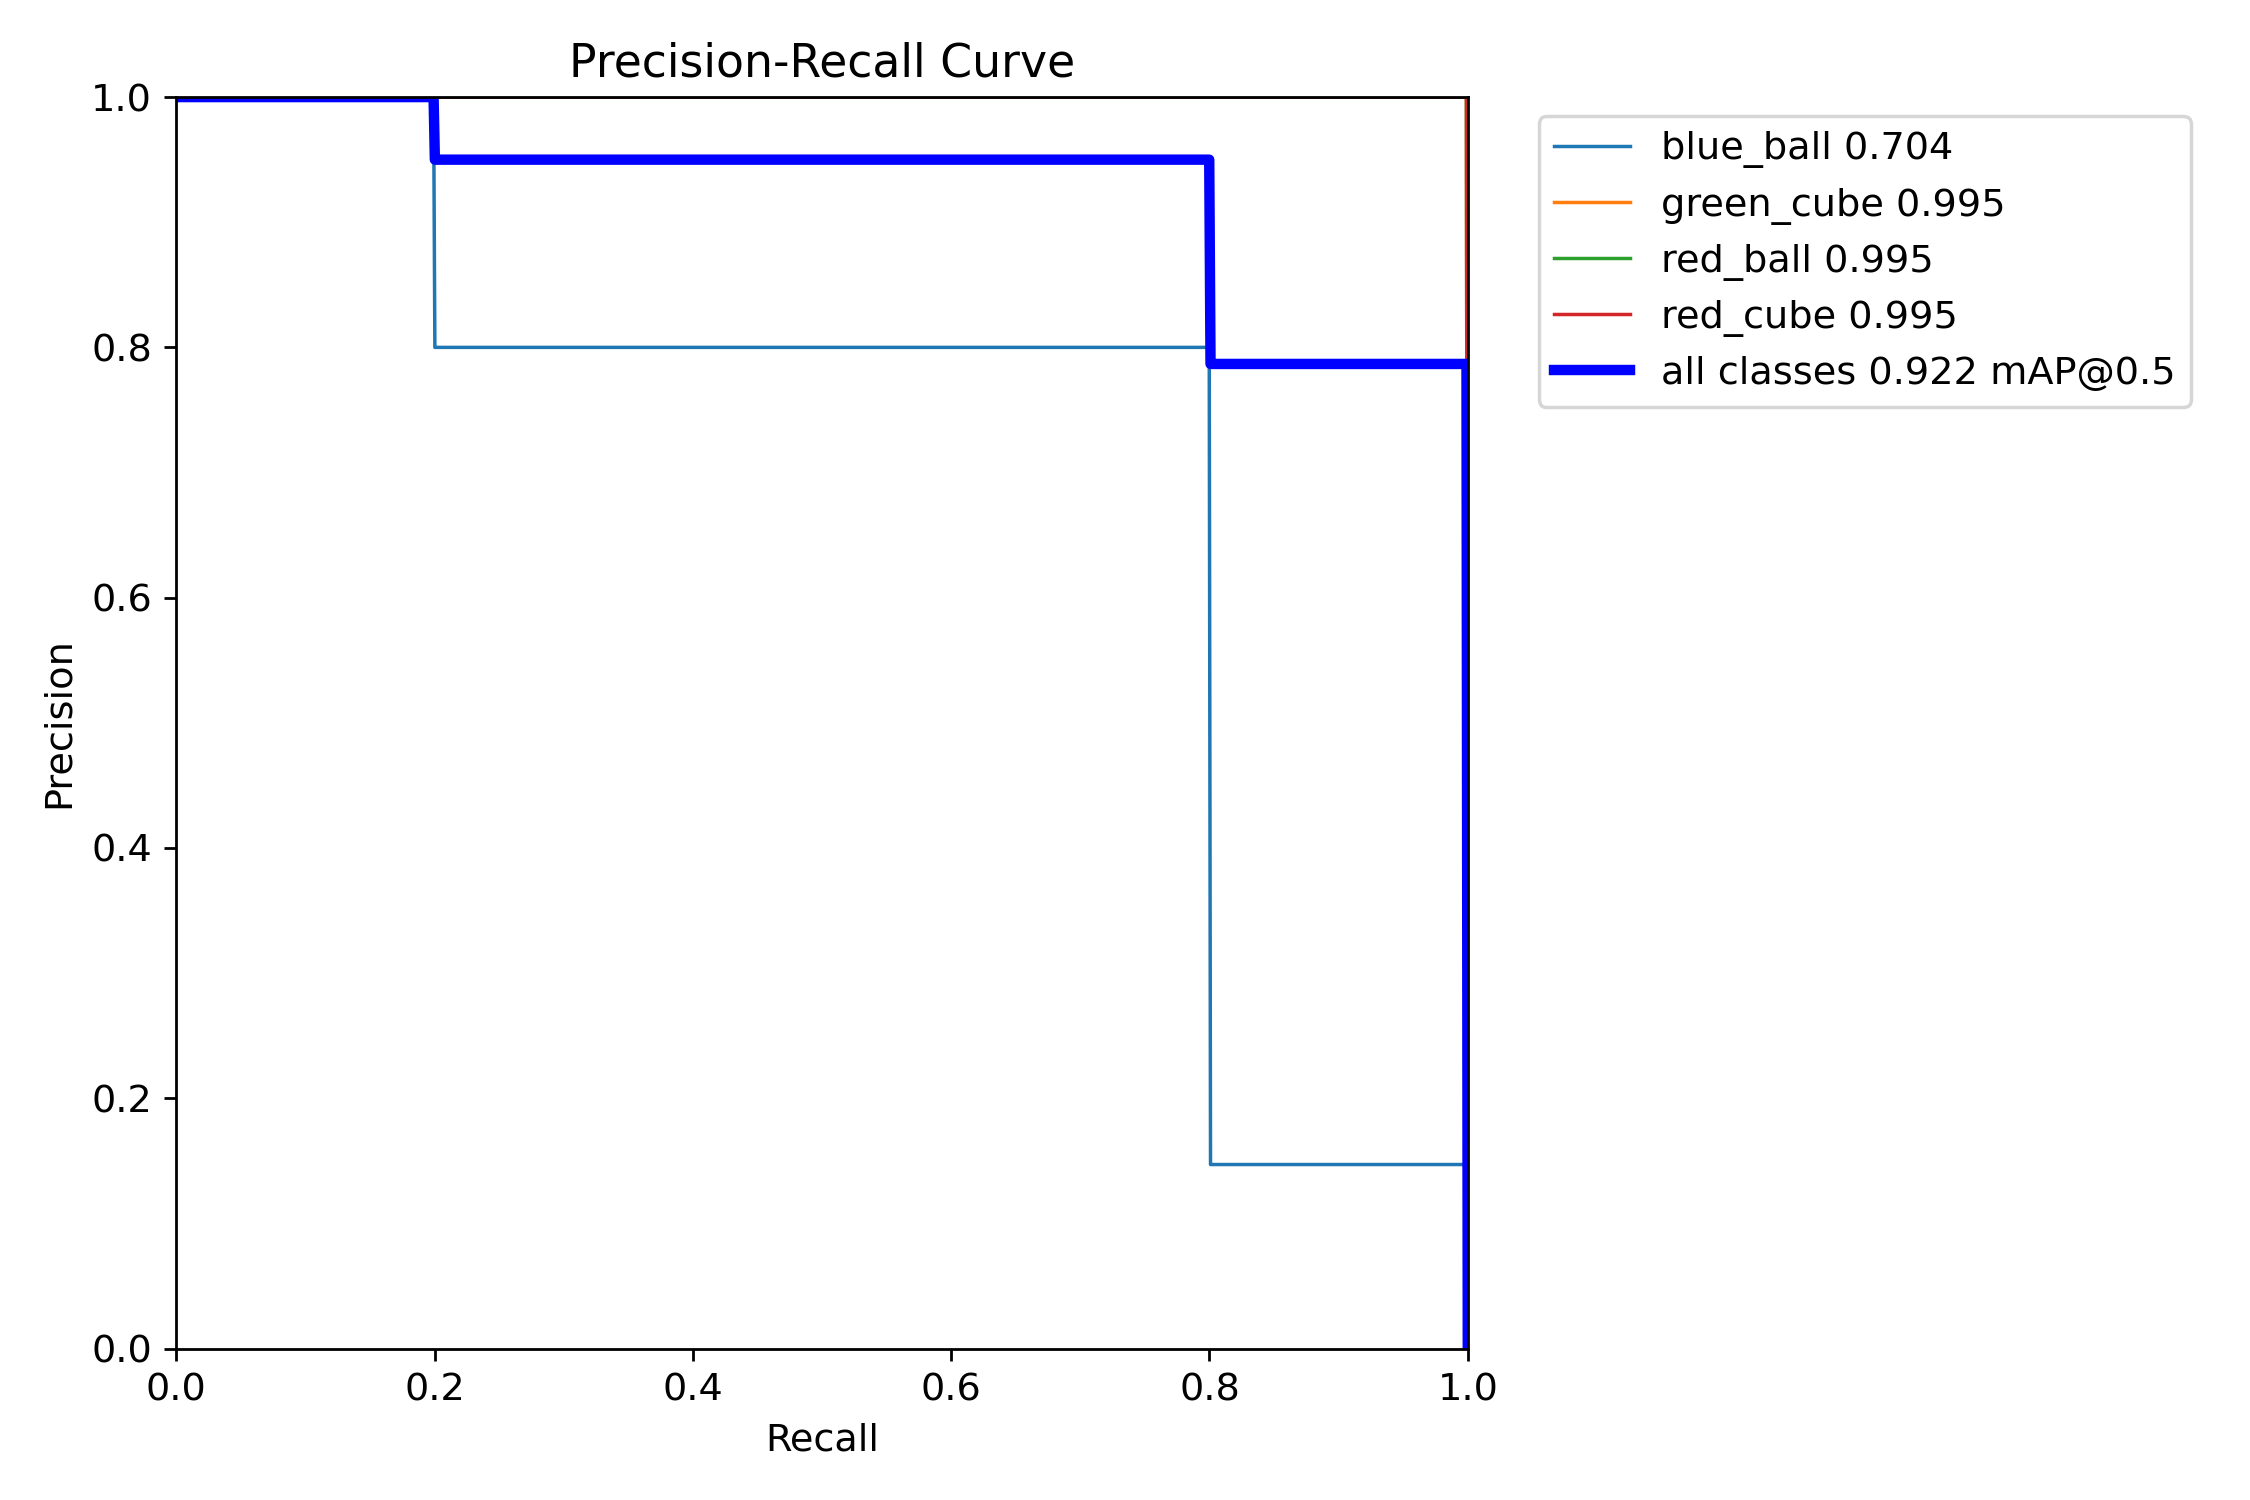 Precision-Recall Curve
1.0
0.8
0.6
0.4
0.2
0.0
Precision
0.0 0.2 0.4 0.6 0.8 1.0
Recall
blue_ball 0.704
green_cube 0.995
red_ball 0.995
red_cube 0.995
all classes 0.922 mAP@0.5